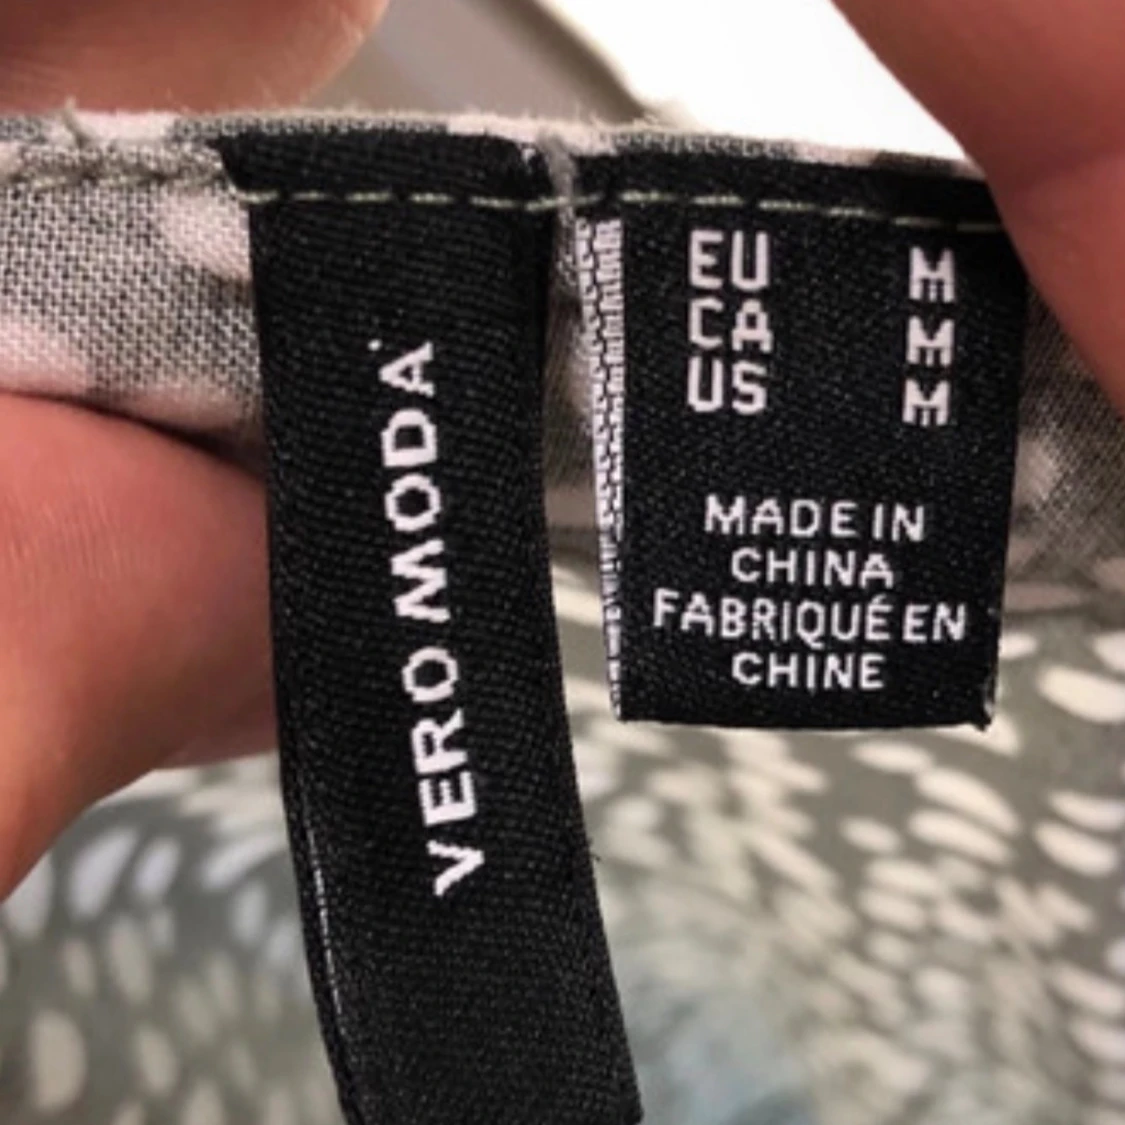 VERO MODA
EU M
CA M
US M
MADE IN
CHINA
FABRIQUÉ EN
CHINE